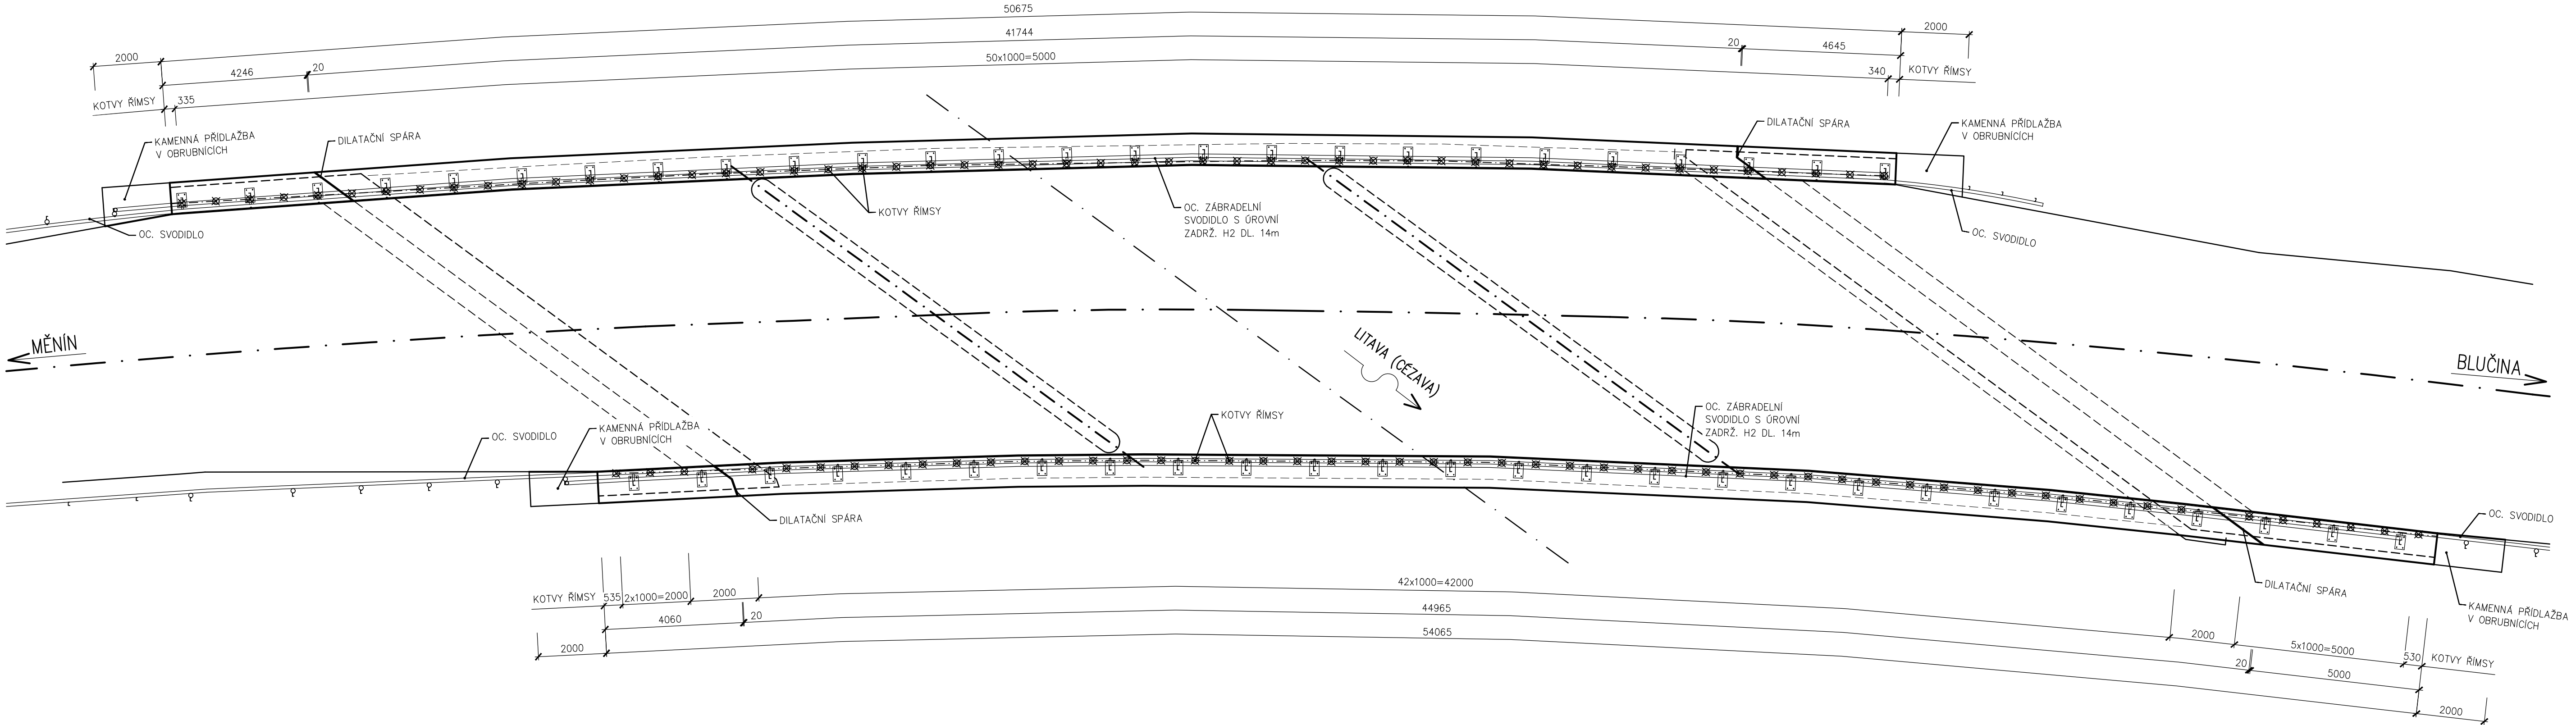 50675
2000
41744
2000
20
4645
4246
20
50x1000=5000
340
KOTVY ŘÍMSY
KOTVY ŘÍMSY
335
KAMENNÁ PŘÍDLAŽBA
V OBRUBNÍCÍCH
DILATAČNÍ SPÁRA
DILATAČNÍ SPÁRA
KAMENNÁ PŘÍDLAŽBA
V OBRUBNÍCÍCH
KOTVY ŘÍMSY
OC. ZÁBRADELNÍ
SVODIDLO S ÚROVNÍ
ZADRŽ. H2 DL. 14m
OC. SVODIDLO
OC. SVODIDLO
MĚNÍN
LITAVA (CÉZAVA)
BLUČINA
OC. SVODIDLO
KAMENNÁ PŘÍDLAŽBA
V OBRUBNÍCÍCH
KOTVY ŘÍMSY
OC. ZÁBRADELNÍ
SVODIDLO S ÚROVNÍ
ZADRŽ. H2 DL. 14m
DILATAČNÍ SPÁRA
OC. SVODIDLO
DILATAČNÍ SPÁRA
KAMENNÁ PŘÍDLAŽBA
V OBRUBNÍCÍCH
KOTVY ŘÍMSY
535
2x1000=2000
2000
42x1000=42000
2000
5x1000=5000
530
KOTVY ŘÍMSY
4060
20
44965
20
5000
2000
54065
2000